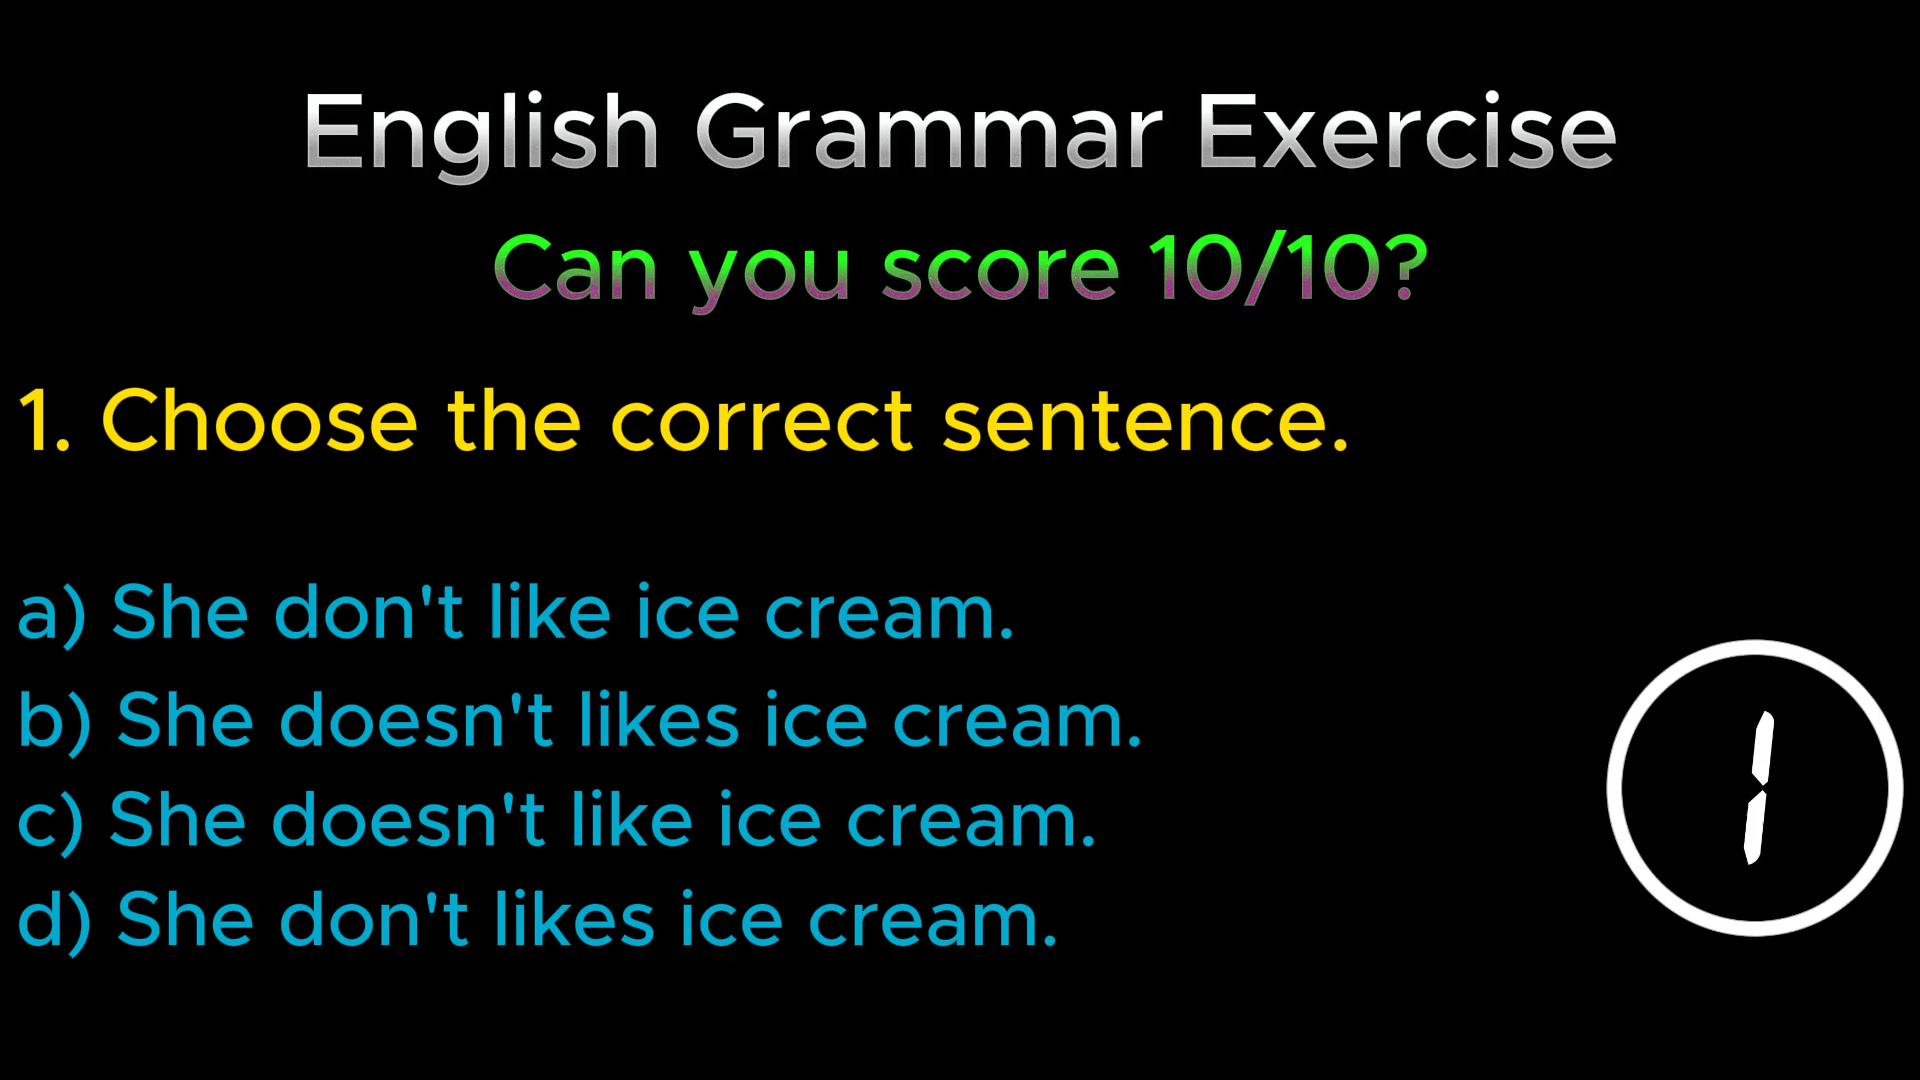 English Grammar Exercise
Can you score 10/10?
1. Choose the correct sentence.
a) She don't like ice cream.
b) She doesn't likes ice cream.
c) She doesn't like ice cream.
d) She don't likes ice cream.
1